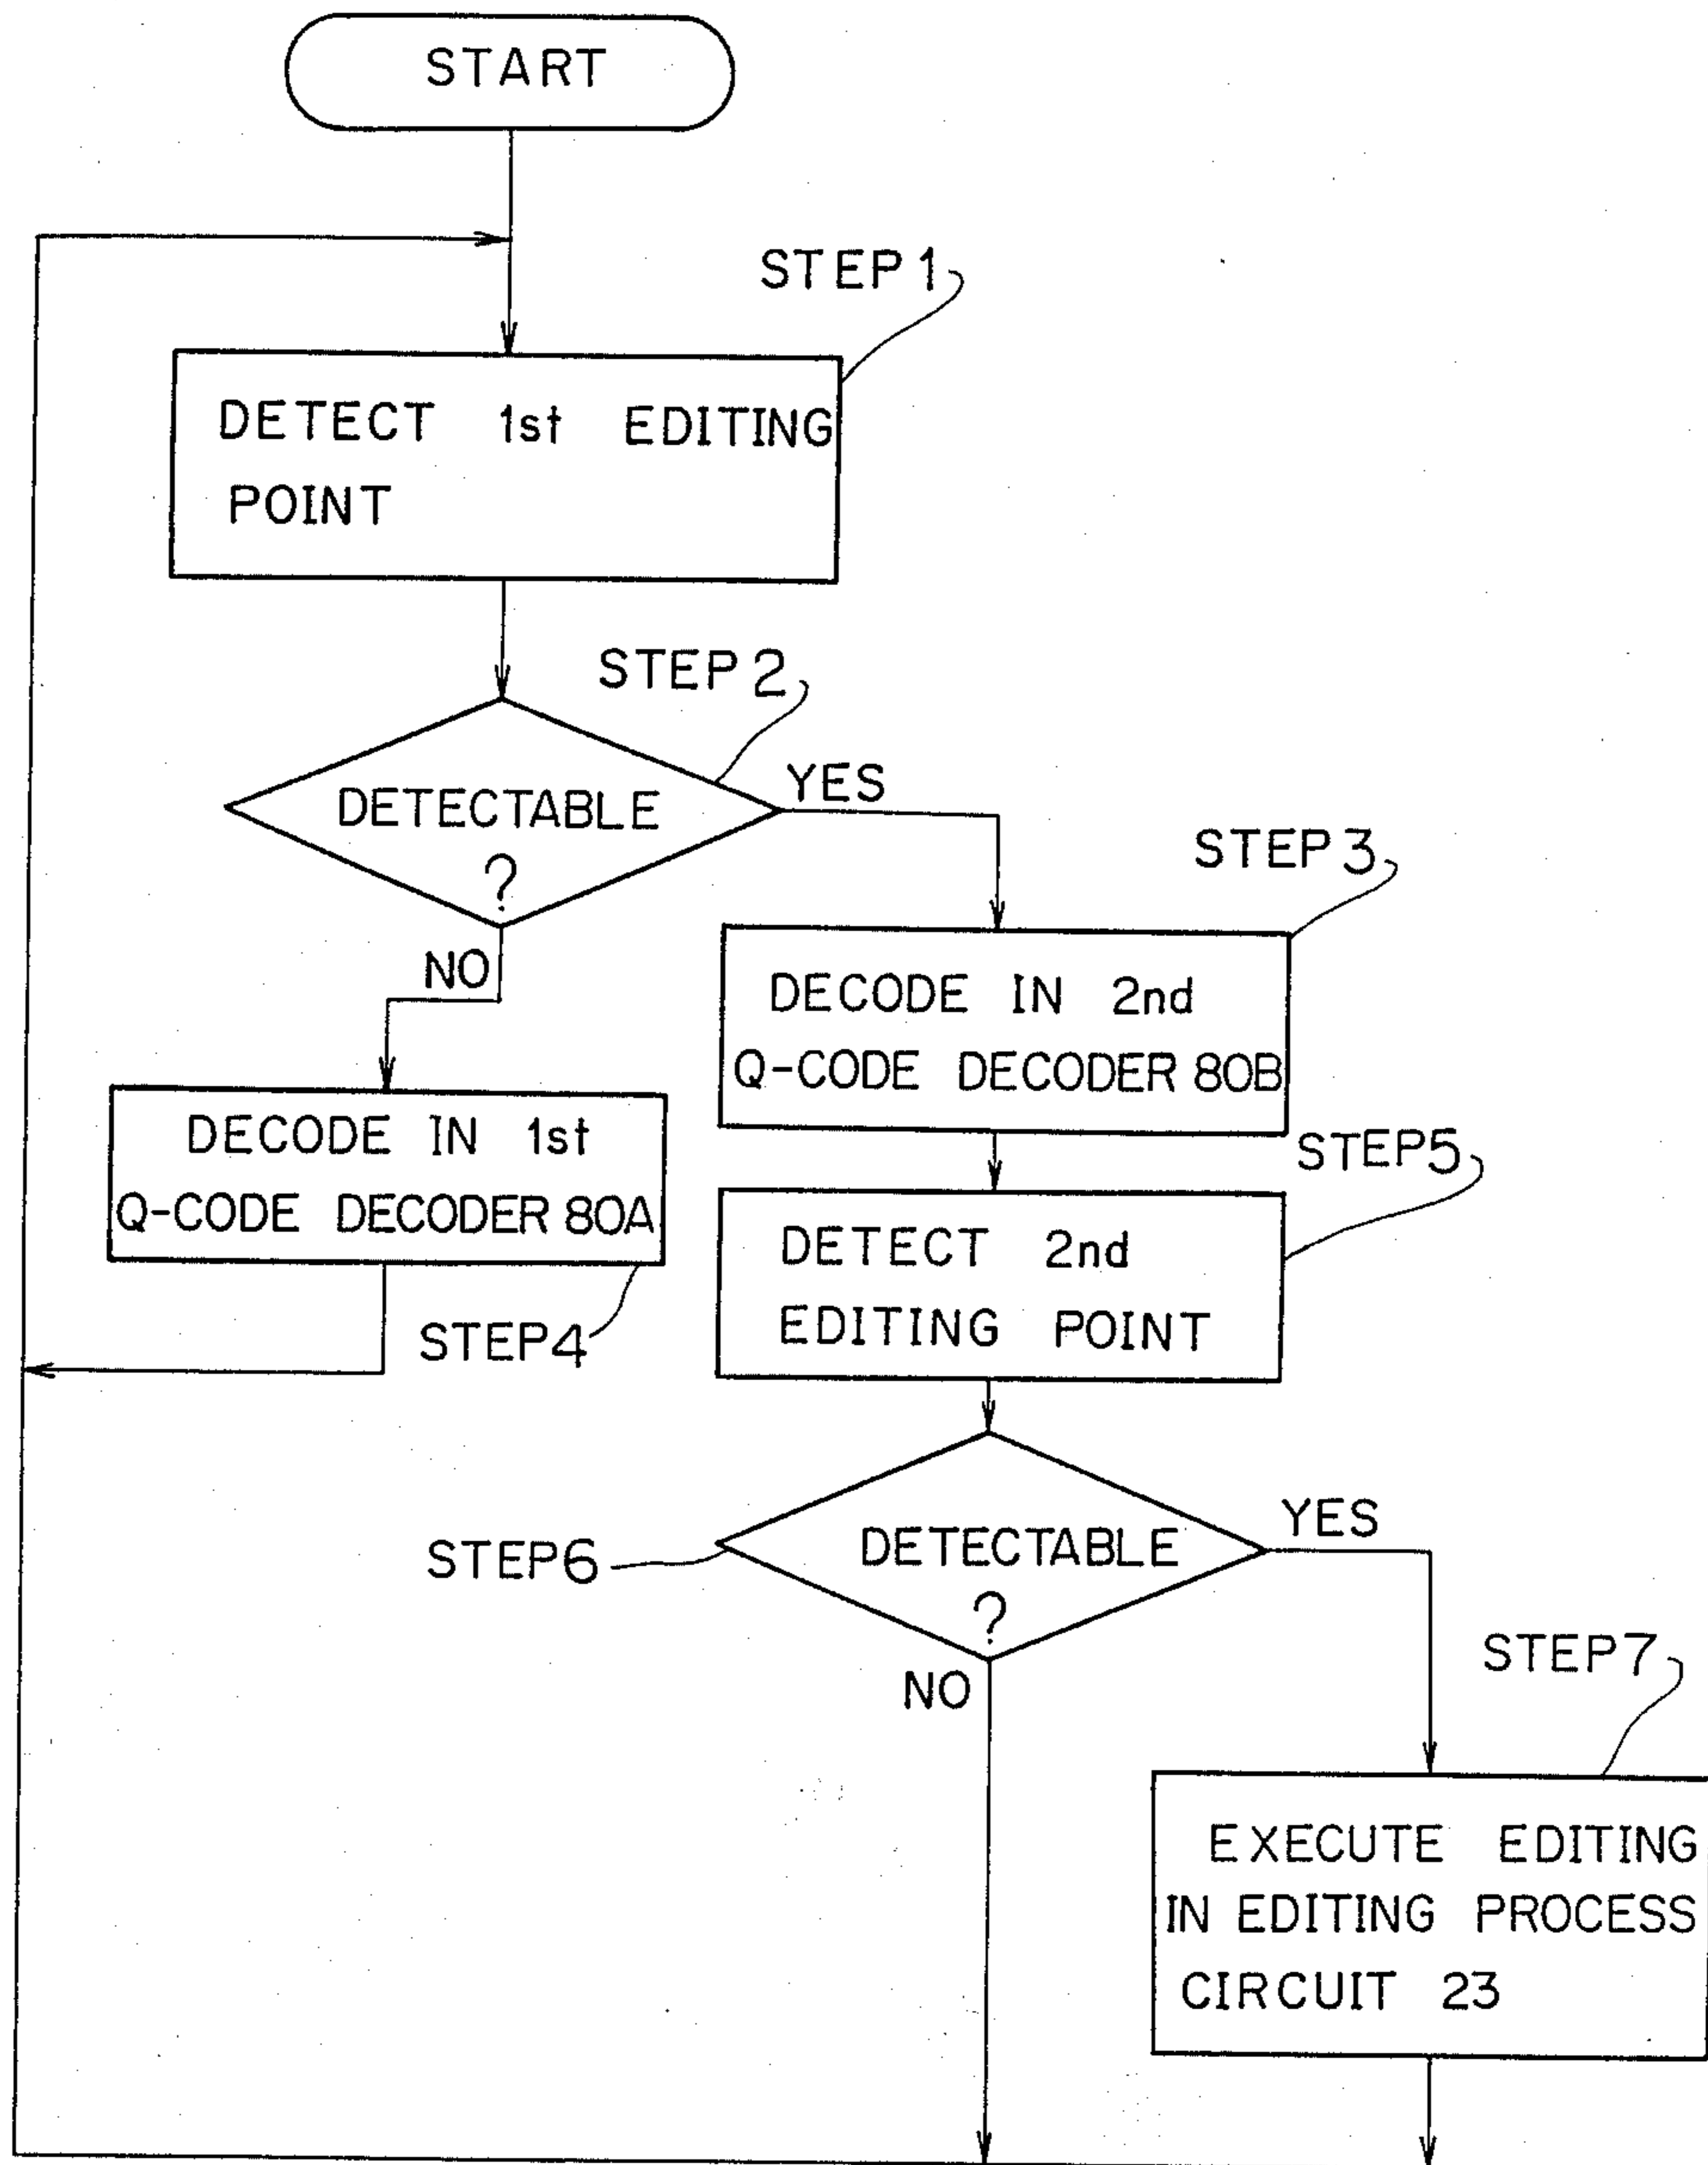 START
STEP 1
DETECT 1st EDITING
POINT
STEP 2
DETECTABLE
?
YES
NO
STEP 3
DECODE IN 2nd
Q-CODE DECODER 80B
DECODE IN 1st
Q-CODE DECODER 80A
STEP4
STEP5
DETECT 2nd
EDITING POINT
STEP6
DETECTABLE
?
YES
NO
STEP7
EXECUTE EDITING
IN EDITING PROCESS
CIRCUIT 23